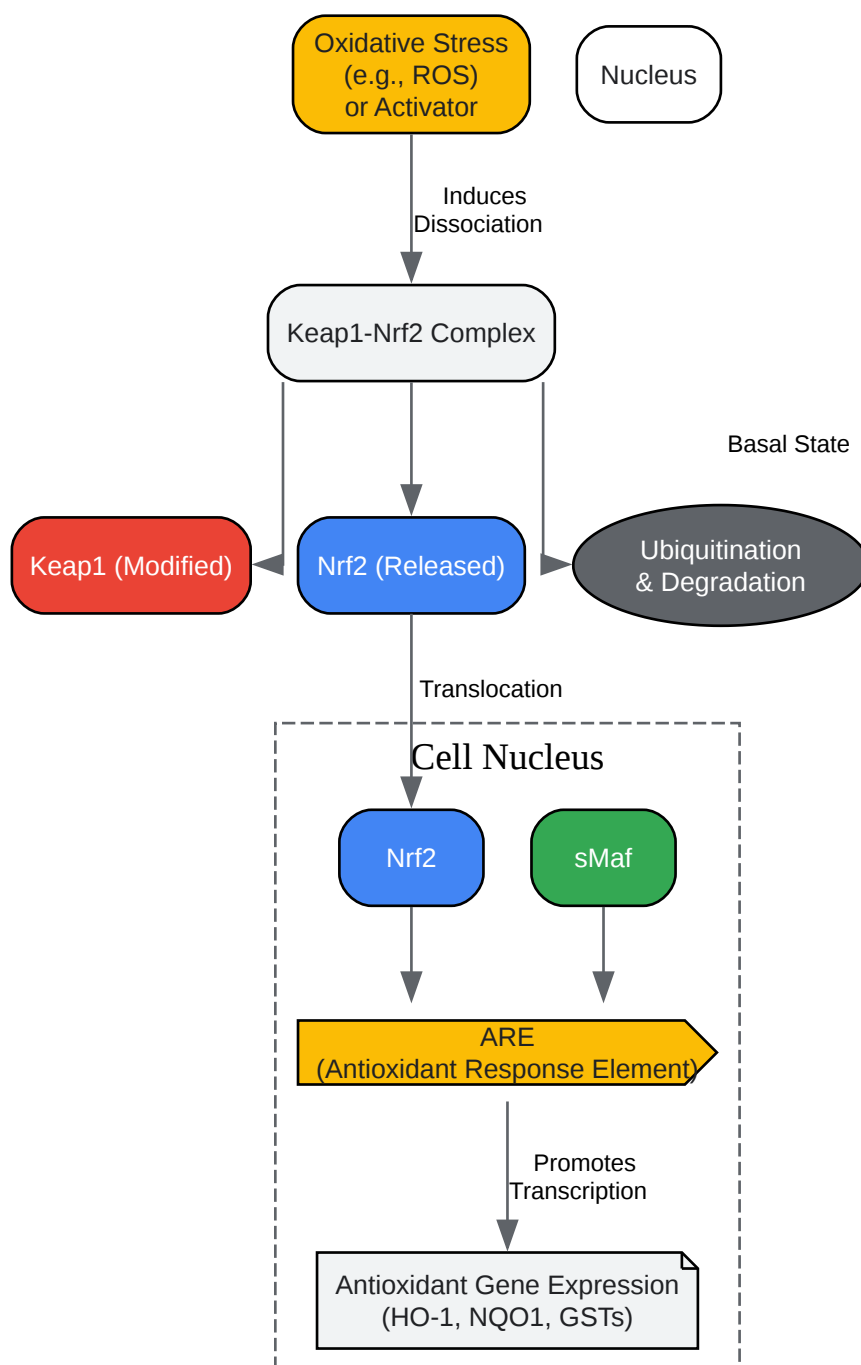 Oxidative Stress
(e.g., ROS)
or Activator
Nucleus
Induces
Dissociation
Keap1-Nrf2 Complex
Basal State
Keap1 (Modified)
Nrf2 (Released)
Ubiquitination
& Degradation
Translocation
Cell Nucleus
Nrf2
sMaf
ARE
(Antioxidant Response Element)
Promotes
Transcription
Antioxidant Gene Expression
(HO-1, NQO1, GSTs)